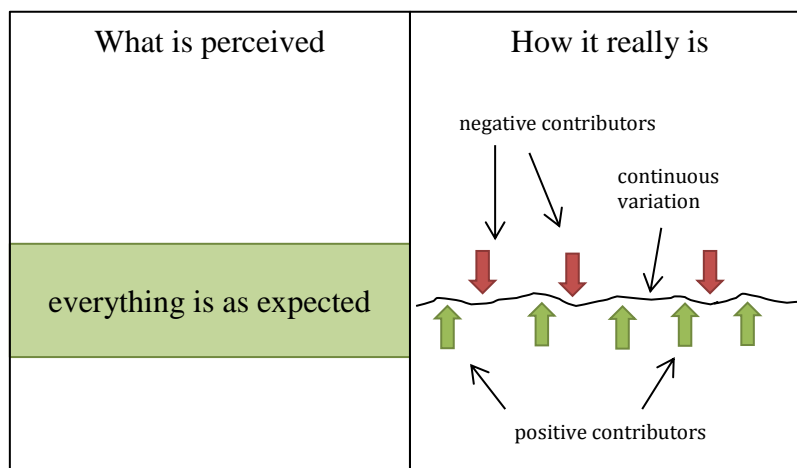 What is perceived
everything is as expected
How it really is
negative contributors
continuous
variation
positive contributors